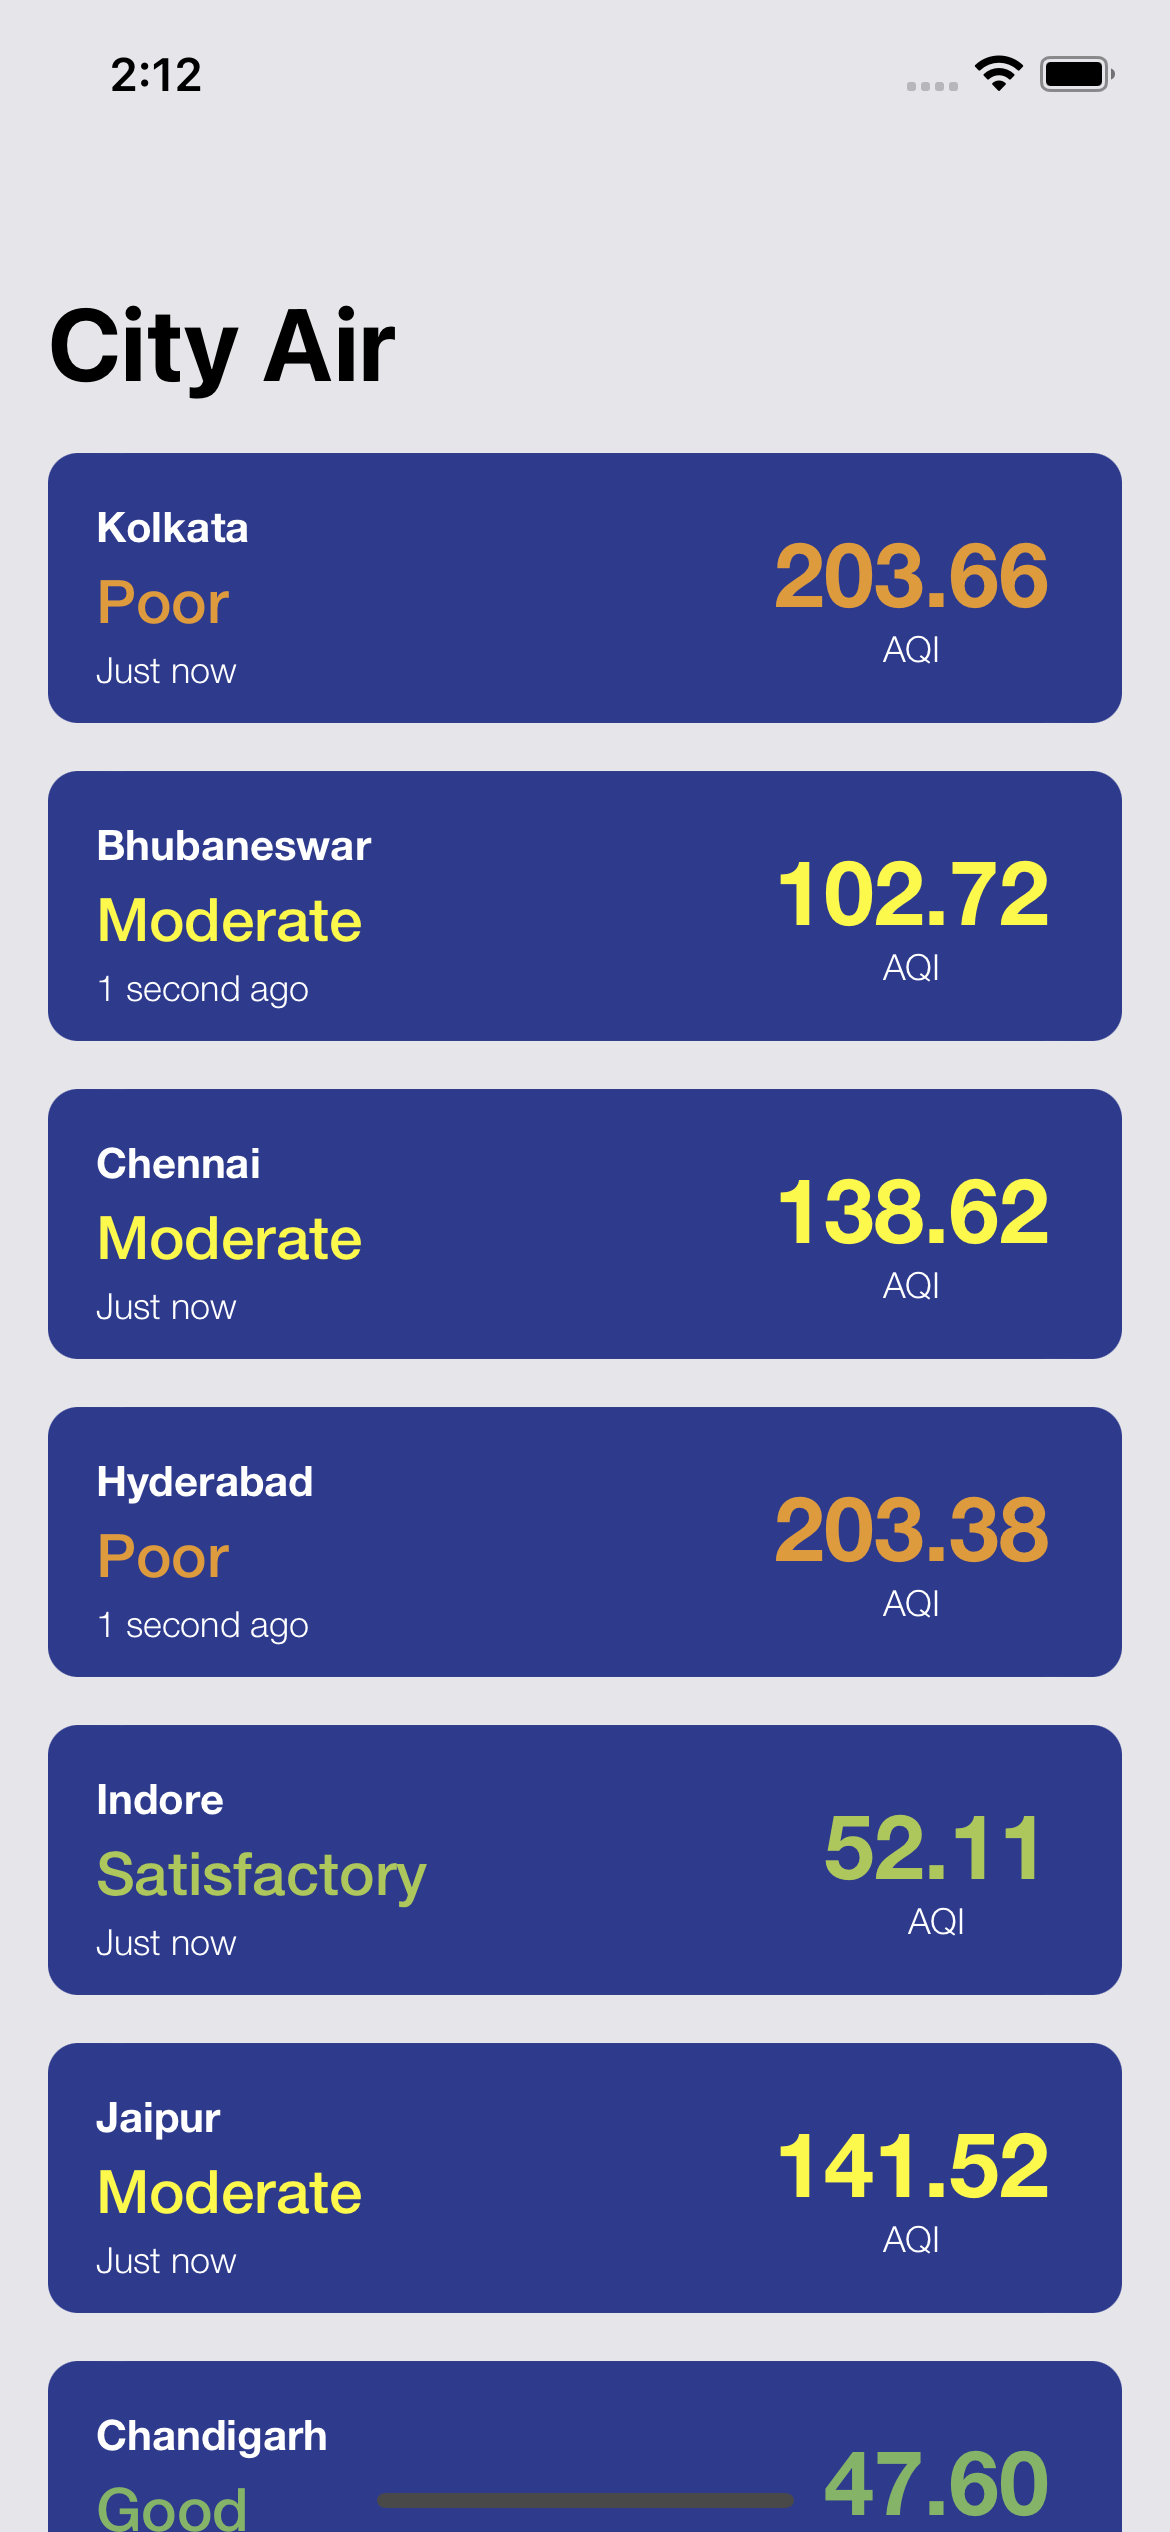 2:12
City Air
Kolkata
Poor
Just now
203.66
AQI
Bhubaneswar
Moderate
1 second ago
102.72
AQI
Chennai
Moderate
Just now
138.62
AQI
Hyderabad
Poor
1 second ago
203.38
AQI
Indore
Satisfactory
Just now
52.11
AQI
Jaipur
Moderate
Just now
141.52
AQI
Chandigarh
Good
47.60